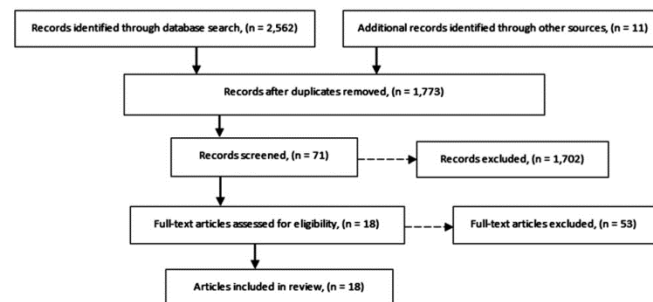 Records identified through database search, (n = 2,562)
Additional records identified through other sources, (n = 11)
Records after duplicates removed, (n = 1,773)
Records screened, (n = 71)
Records excluded, (n = 1,702)
Full-text articles assessed for eligibility, (n = 18)
Full-text articles excluded, (n = 53)
Articles included in review, (n = 18)